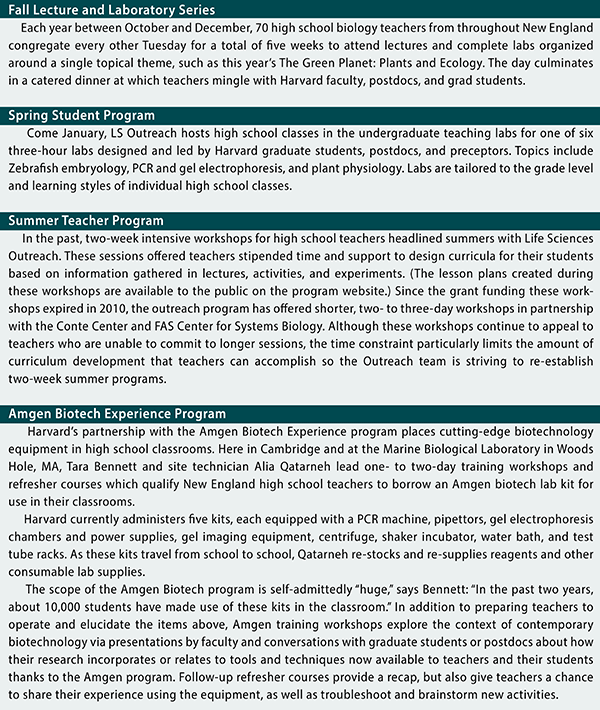 Fall Lecture and Laboratory Series
Each year between October and December, 70 high school biology teachers from throughout New England
congregate every other Tuesday for a total of five weeks to attend lectures and complete labs organized
around a single topical theme, such as this year's The Green Planet: Plants and Ecology. The day culminates
in a catered dinner at which teachers mingle with Harvard faculty, postdocs, and grad students.
Spring Student Program
Come January, LS Outreach hosts high school classes in the undergraduate teaching labs for one of six
three-hour labs designed and led by Harvard graduate students, postdocs, and preceptors. Topics include
Zebrafish embryology, PCR and gel electrophoresis, and plant physiology. Labs are tailored to the grade level
and learning styles of individual high school classes.
Summer Teacher Program
In the past, two-week intensive workshops for high school teachers headlined summers with Life Sciences
Outreach. These sessions offered teachers stipended time and support to design curricula for their students
based on information gathered in lectures, activities, and experiments. (The lesson plans created during
these workshops are available to the public on the program website.) Since the grant funding these work-
shops expired in 2010, the outreach program has offered shorter, two- to three-day workshops in partnership
with the Conte Center and FAS Center for Systems Biology. Although these workshops continue to appeal to
teachers who are unable to commit to longer sessions, the time constraint particularly limits the amount of
curriculum development that teachers can accomplish so the Outreach team is striving to re-establish
two-week summer programs.
Amgen Biotech Experience Program
Harvard's partnership with the Amgen Biotech Experience program places cutting-edge biotechnology
equipment in high school classrooms. Here in Cambridge and at the Marine Biological Laboratory in Woods
Hole, MA, Tara Bennett and site technician Alia Qatarneh lead one- to two-day training workshops and
refresher courses which qualify New England high school teachers to borrow an Amgen biotech lab kit for
use in their classrooms.
Harvard currently administers five kits, each equipped with a PCR machine, pipettors, gel electrophoresis
chambers and power supplies, gel imaging equipment, centrifuge, shaker incubator, water bath, and test
tube racks. As these kits travel from school to school, Qatarneh re-stocks and re-supplies reagents and other
consumable lab supplies.
The scope of the Amgen Biotech program is self-admittedly "huge," says Bennett: "In the past two years,
about 10,000 students have made use of these kits in the classroom." In addition to preparing teachers to
operate and elucidate the items above, Amgen training workshops explore the context of contemporary
biotechnology via presentations by faculty and conversations with graduate students or postdocs about how
their research incorporates or relates to tools and techniques now available to teachers and their students
thanks to the Amgen program. Follow-up refresher courses provide a recap, but also give teachers a chance
to share their experience using the equipment, as well as troubleshoot and brainstorm new activities.